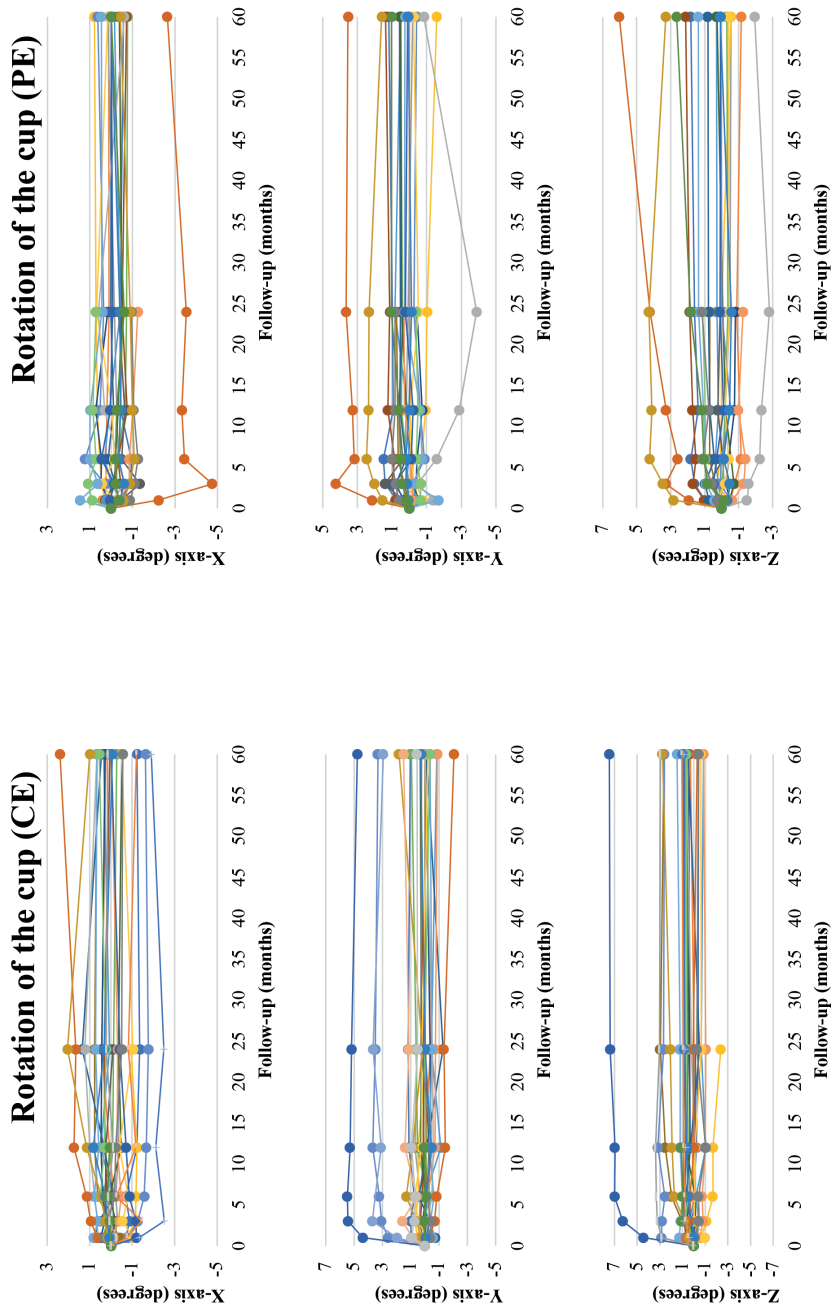 Rotation of the cup (CE)
X-axis (degrees)
3
1
-1
-3
-5
0 5 10 15 20 25 30 35 40 45 50 55 60
Follow-up (months)
Y-axis (degrees)
7
5
3
1
-1
-3
-5
0 5 10 15 20 25 30 35 40 45 50 55 60
Follow-up (months)
Z-axis (degrees)
7
5
3
1
-1
-3
-5
-7
0 5 10 15 20 25 30 35 40 45 50 55 60
Follow-up (months)
Rotation of the cup (PE)
X-axis (degrees)
3
1
-1
-3
-5
0 5 10 15 20 25 30 35 40 45 50 55 60
Follow-up (months)
Y-axis (degrees)
5
3
1
-1
-3
-5
0 5 10 15 20 25 30 35 40 45 50 55 60
Follow-up (months)
Z-axis (degrees)
7
5
3
1
-1
-3
0 5 10 15 20 25 30 35 40 45 50 55 60
Follow-up (months)